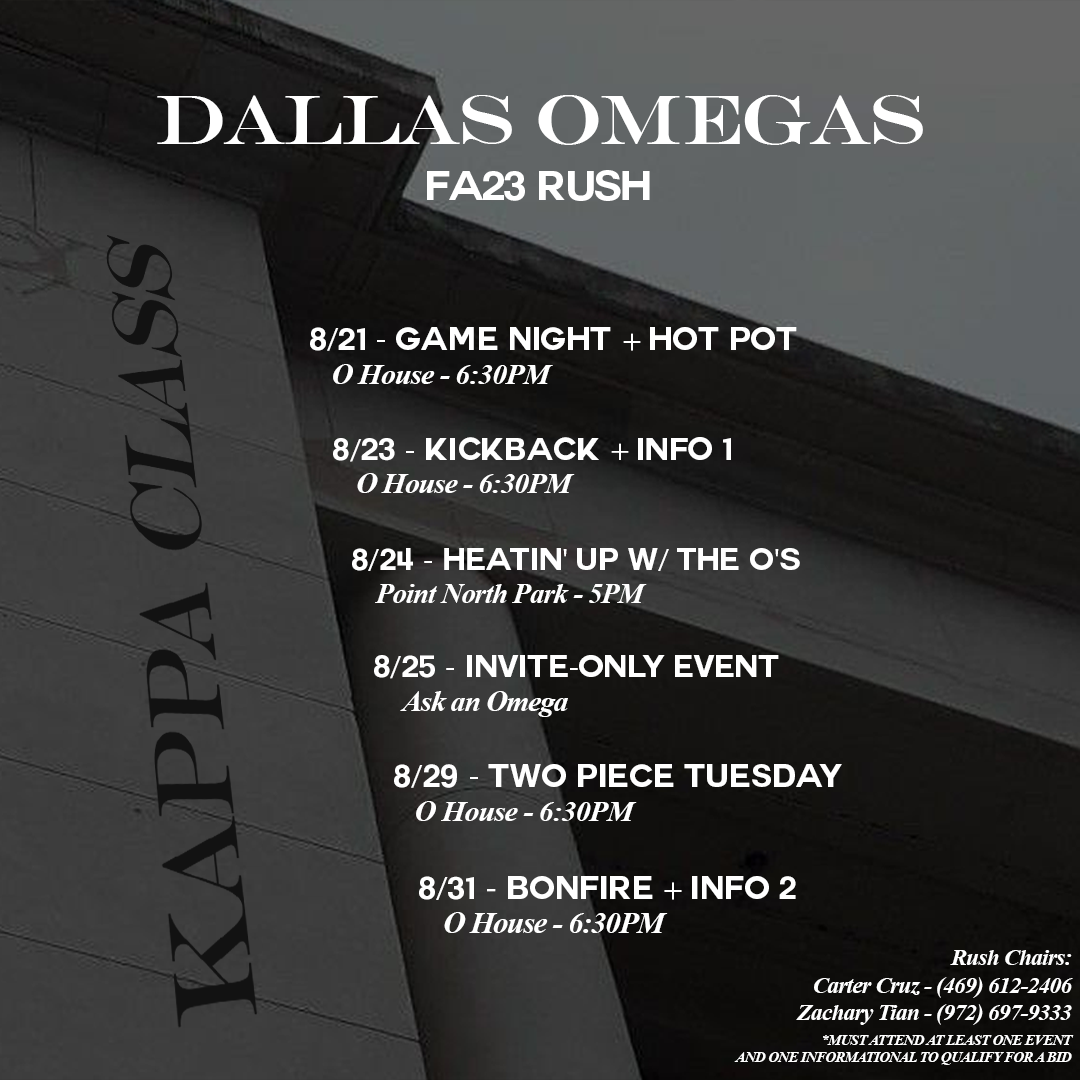 DALLAS OMEGAS
FA23 RUSH
KAPPA CLASS
8/21 - GAME NIGHT + HOT POT
O House - 6:30PM
8/23 - KICKBACK + INFO 1
O House - 6:30PM
8/24 - HEATIN' UP W/ THE O'S
Point North Park - 5PM
8/25 - INVITE-ONLY EVENT
Ask an Omega
8/29 - TWO PIECE TUESDAY
O House - 6:30PM
8/31 - BONFIRE + INFO 2
O House - 6:30PM
Rush Chairs:
Carter Cruz - (469) 612-2406
Zachary Tian - (972) 697-9333
*MUST ATTEND AT LEAST ONE EVENT
AND ONE INFORMATIONAL TO QUALIFY FOR A BID